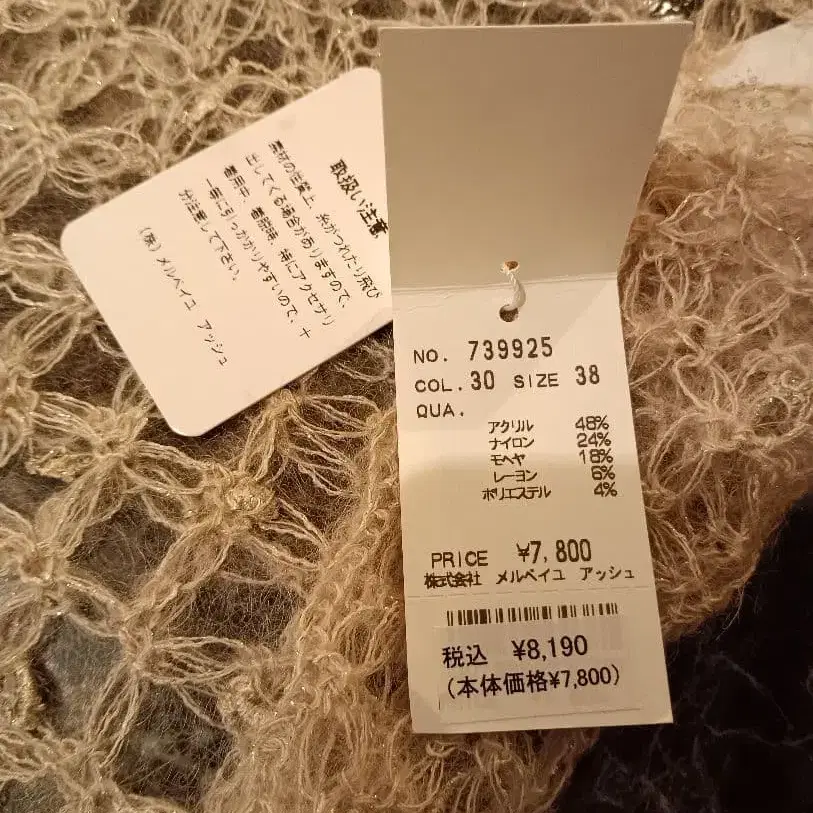 取扱い注意
素材の性質上、糸がつれたり飛び
出してくる場合がありますので、
着用中、着脱時、特にアクセサリ
ー等に引っかかりやすいので、十
分注意して下さい。
(株) メルベイユ アッシュ
NO. 739925
COL. 30 SIZE 38
QUA.
アクリル 48%
ナイロン 24%
モヘヤ 18%
レーヨン 6%
ポリエステル 4%
PRICE ¥7,800
株式会社 メルベイユ アッシュ
税込 ¥8,190
(本体価格¥7,800)